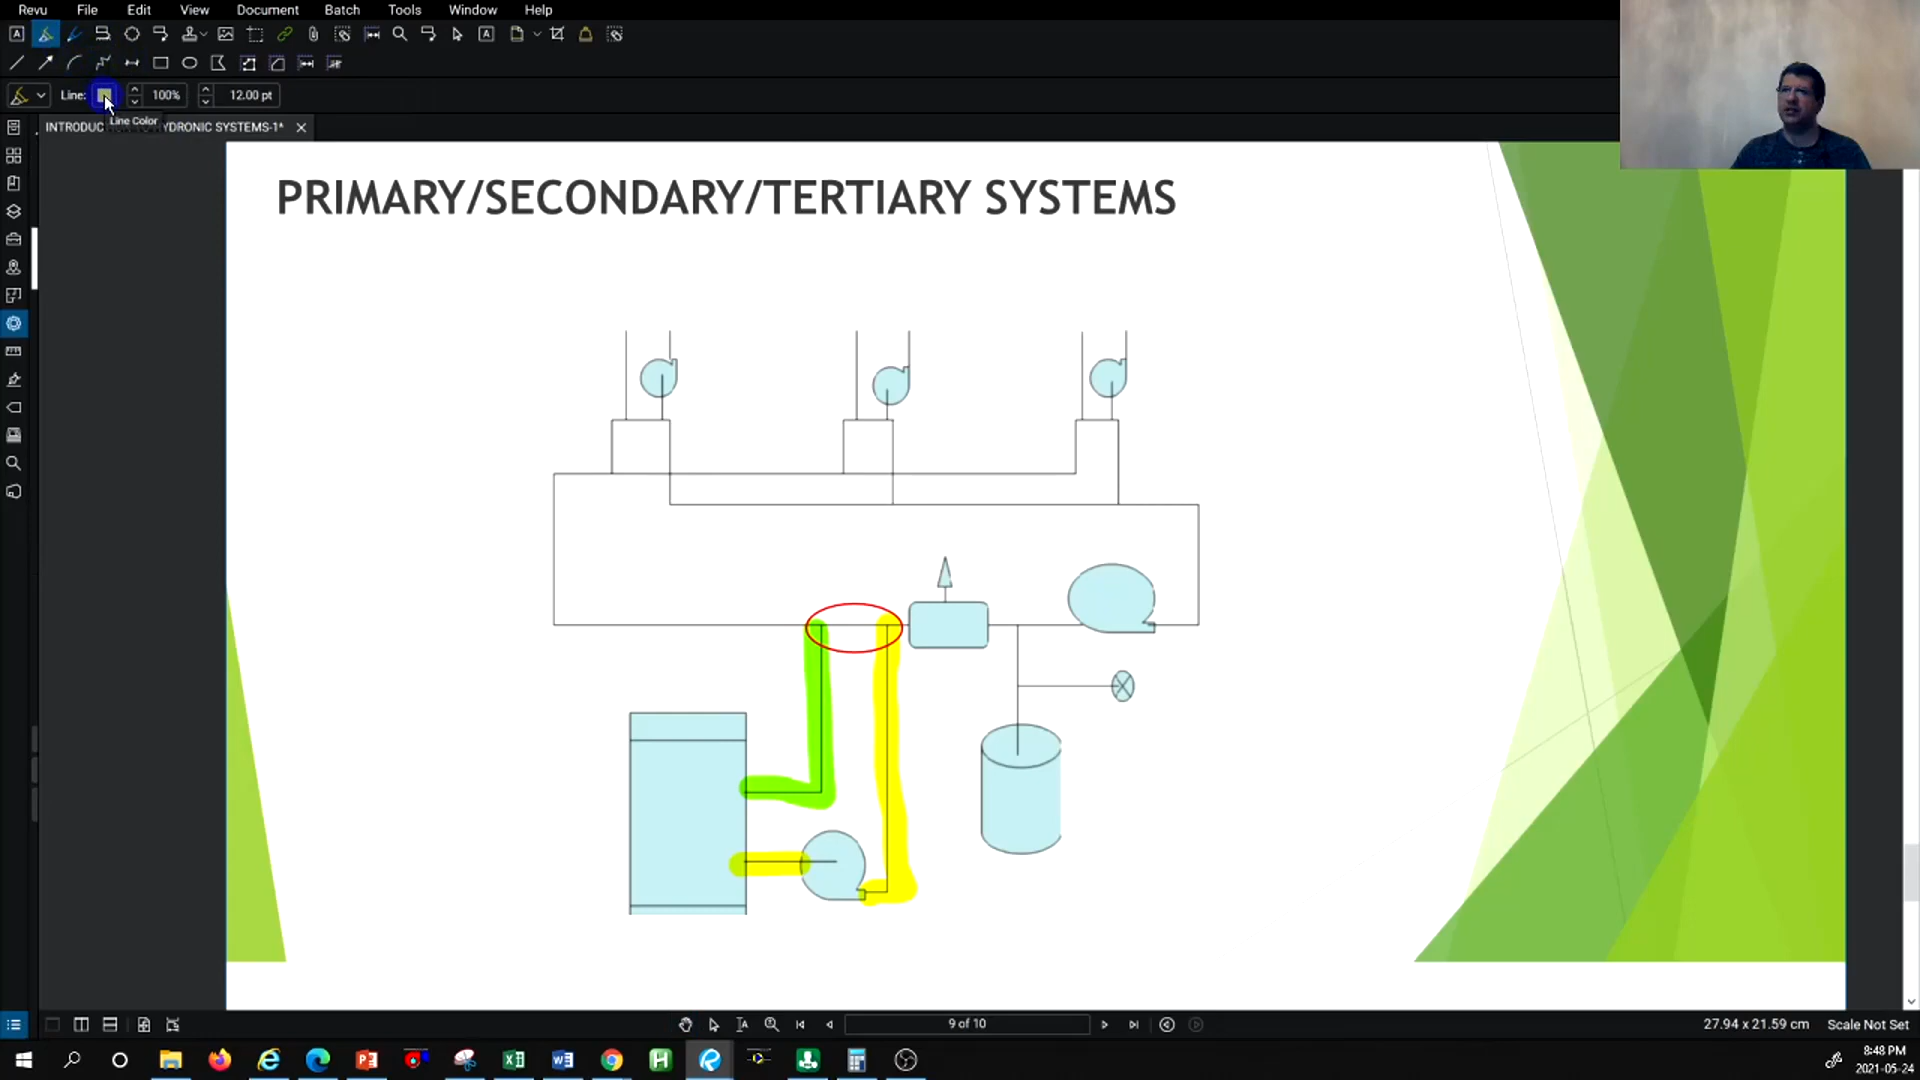 Revu File Edit View Document Batch Tools Window Help
Line: 100% 12.00 pt
Line Color
INTRODUC YDRONIC SYSTEMS-1*
PRIMARY/SECONDARY/TERTIARY SYSTEMS
9 of 10
27.94 x 21.59 cm Scale Not Set
8:48 PM
2021-05-24